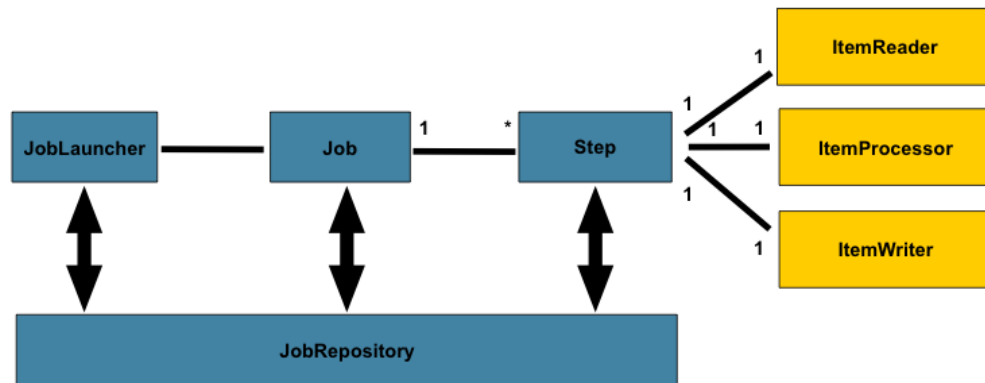 ItemReader
1
1
JobLauncher
Job
1
*
Step
1
1
ItemProcessor
1
1
ItemWriter
JobRepository